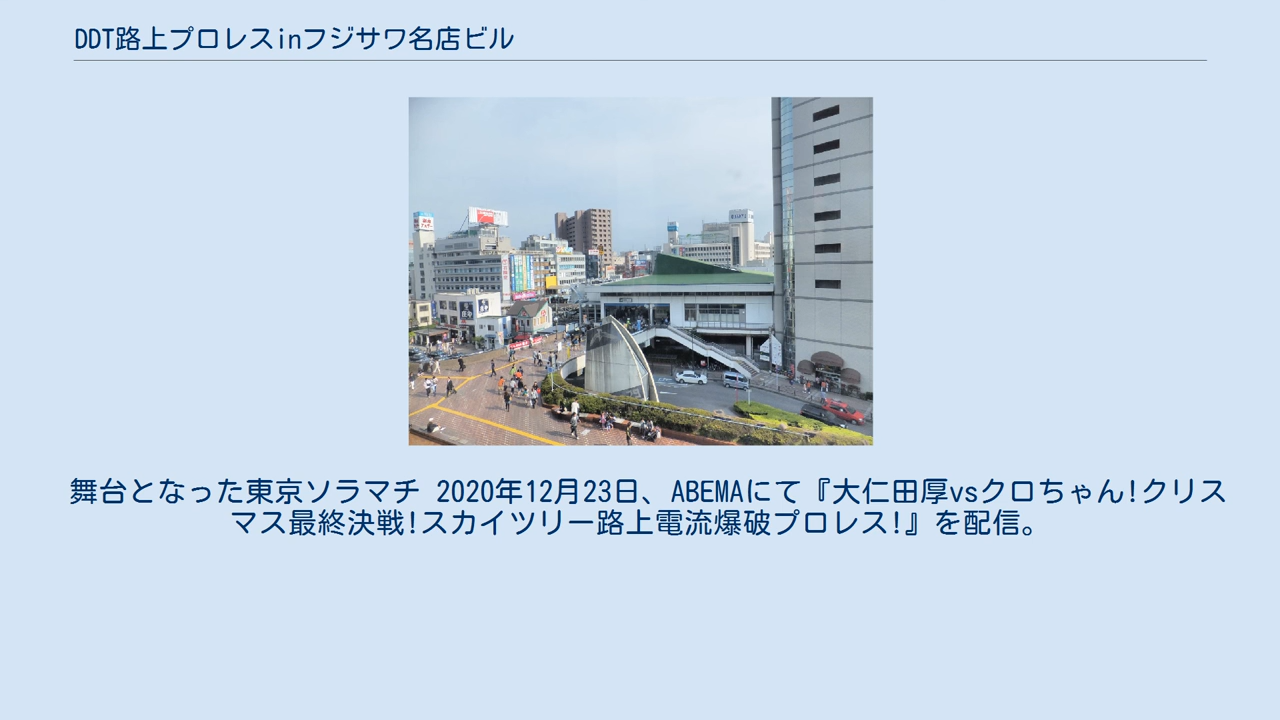 DDT路上プロレスinフジサワ名店ビル
舞台となった東京ソラマチ 2020年12月23日、ABEMAにて『大仁田厚vsクロちゃん!クリス
マス最終決戦!スカイツリー路上電流爆破プロレス!』を配信。